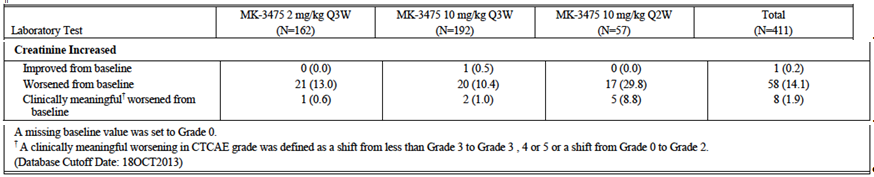 MK-3475 2 mg/kg Q3W MK-3475 10 mg/kg Q3W MK-3475 10 mg/kg Q2W Total
Laboratory Test (N=162) (N=192) (N=57) (N=411)
Creatinine Increased
Improved from baseline 0 (0.0) 1 (0.5) 0 (0.0) 1 (0.2)
Worsened from baseline 21 (13.0) 20 (10.4) 17 (29.8) 58 (14.1)
Clinically meaningful† worsened from 1 (0.6) 2 (1.0) 5 (8.8) 8 (1.9)
baseline
A missing baseline value was set to Grade 0.
† A clinically meaningful worsening in CTCAE grade was defined as a shift from less than Grade 3 to Grade 3 , 4 or 5 or a shift from Grade 0 to Grade 2.
(Database Cutoff Date: 18OCT2013)